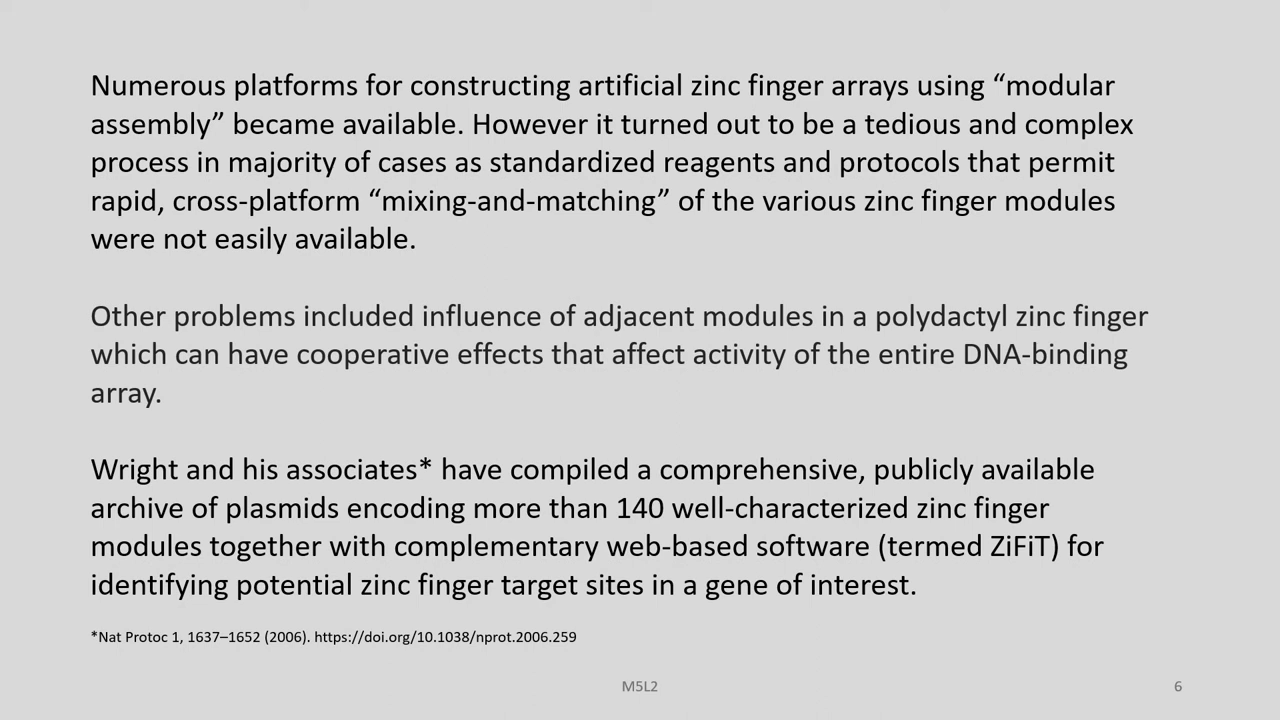 Numerous platforms for constructing artificial zinc finger arrays using “modular
assembly” became available. However it turned out to be a tedious and complex
process in majority of cases as standardized reagents and protocols that permit
rapid, cross-platform “mixing-and-matching” of the various zinc finger modules
were not easily available.
Other problems included influence of adjacent modules in a polydactyl zinc finger
which can have cooperative effects that affect activity of the entire DNA-binding
array.
Wright and his associates* have compiled a comprehensive, publicly available
archive of plasmids encoding more than 140 well-characterized zinc finger
modules together with complementary web-based software (termed ZiFiT) for
identifying potential zinc finger target sites in a gene of interest.
*Nat Protoc 1, 1637–1652 (2006). https://doi.org/10.1038/nprot.2006.259
M5L2
6